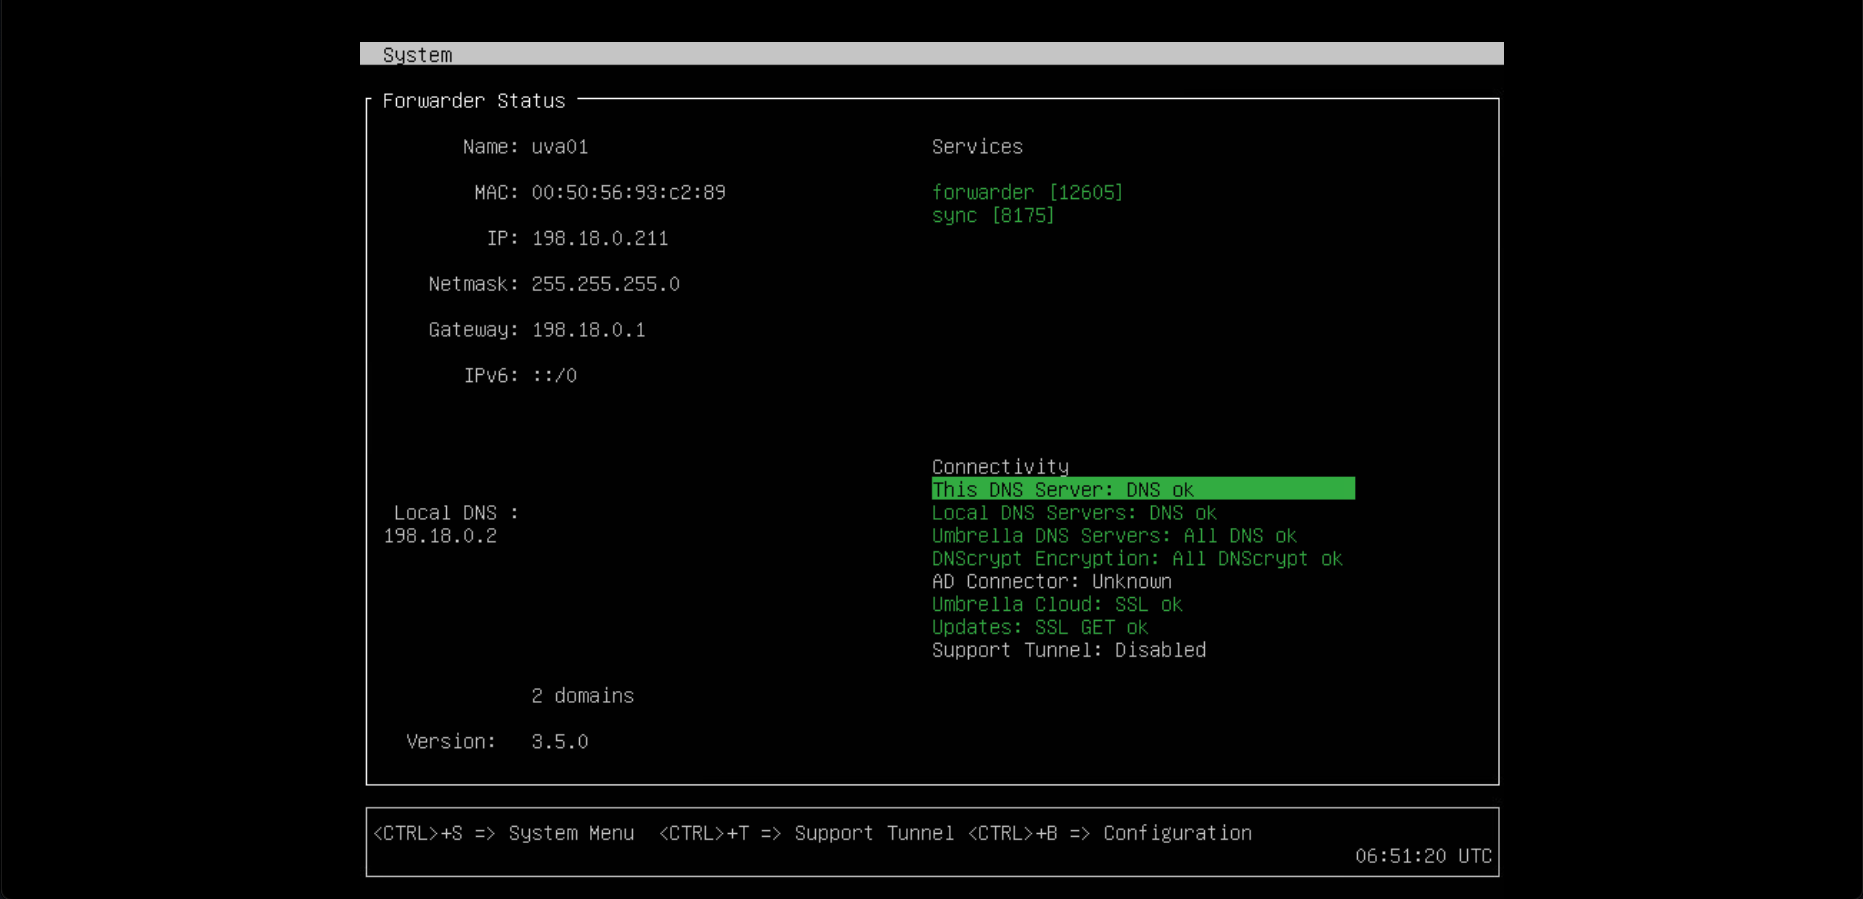 System
Forwarder Status
Name: uva01
MAC: 00:50:56:93:c2:89
IP: 198.18.0.211
Netmask: 255.255.255.0
Gateway: 198.18.0.1
IPv6: ::/0
Local DNS :
198.18.0.2
2 domains
Version: 3.5.0
Services
forwarder [12605]
sync [8175]
Connectivity
This DNS Server: DNS ok
Local DNS Servers: DNS ok
Umbrella DNS Servers: All DNS ok
DNScrypt Encryption: All DNScrypt ok
AD Connector: Unknown
Umbrella Cloud: SSL ok
Updates: SSL GET ok
Support Tunnel: Disabled
<CTRL>+S => System Menu <CTRL>+T => Support Tunnel <CTRL>+B => Configuration
06:51:20 UTC